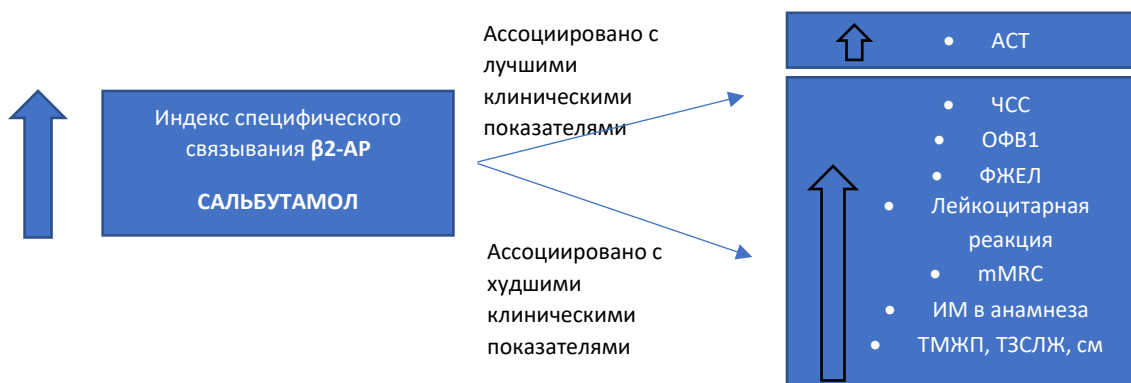 Индекс специфического
связывания β2-АР
САЛЬБУТАМОЛ
Ассоциировано с
лучшими
клиническими
показателями
Ассоциировано с
худшими
клиническими
показателями
• АСТ
• ЧСС
• ОФВ1
• ФЖЕЛ
• Лейкоцитарная
реакция
• mMRC
• ИМ в анамнеза
• ТМЖП, ТЗСЛЖ, см